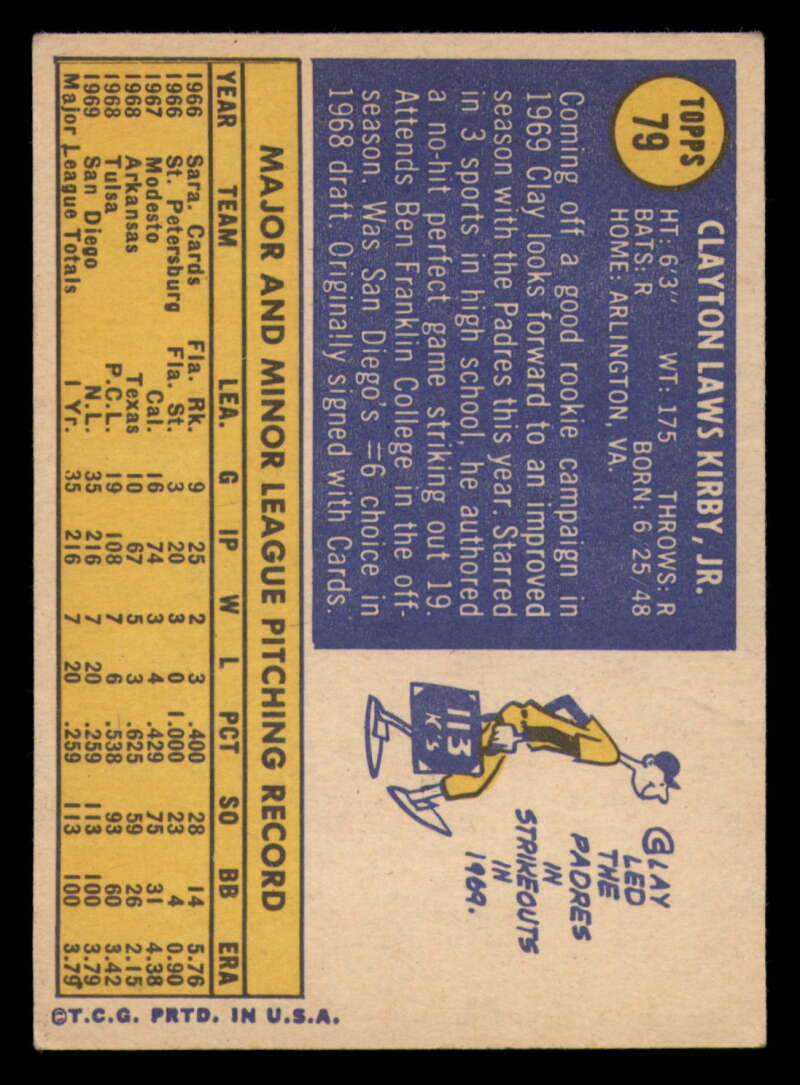 TOPPS
79
CLAYTON LAWS KIRBY, JR.
HT: 6'3" WT: 175 THROWS: R
BATS: R BORN: 6/25/48
HOME: ARLINGTON, VA.
Coming off a good rookie campaign in
1969 Clay looks forward to an improved
season with the Padres this year. Starred
in 3 sports in high school, he authored
a no-hit perfect game striking out 19.
Attends Ben Franklin College in the off-
season. Was San Diego's #6 choice in
1968 draft. Originally signed with Cards.
CLAY
LED
THE
PADRES
IN
STRIKEOUTS
IN
1969.
113
K's
MAJOR AND MINOR LEAGUE PITCHING RECORD
YEAR TEAM LEA. G IP W L PCT SO BB ERA
1966 Sara. Cards Fla. Rk. 9 25 2 3 .400 28 14 5.76
1966 St. Petersburg Fla. St. 3 20 3 0 1.000 23 4 0.90
1967 Modesto Cal. 16 74 3 4 .429 75 31 4.38
1968 Arkansas Texas 10 67 5 3 .625 59 26 2.15
1968 Tulsa P.C.L. 19 108 7 6 .538 93 60 3.42
1969 San Diego N.L. 35 216 7 20 .259 113 100 3.79
Major League Totals 1 Yr. 35 216 7 20 .259 113 100 3.79
©T.C.G. PRTD. IN U.S.A.